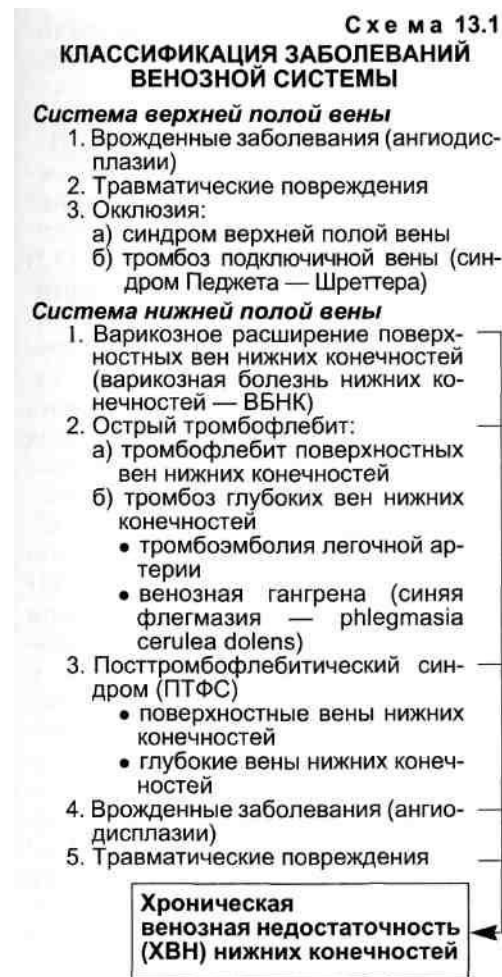 Схема 13.1
КЛАССИФИКАЦИЯ ЗАБОЛЕВАНИЙ
ВЕНОЗНОЙ СИСТЕМЫ
Система верхней полой вены
1. Врожденные заболевания (ангиодис-
плазии)
2. Травматические повреждения
3. Окклюзия:
а) синдром верхней полой вены
б) тромбоз подключичной вены (син-
дром Педжета — Шреттера)
Система нижней полой вены
1. Варикозное расширение поверх-
ностных вен нижних конечностей
(варикозная болезнь нижних ко-
нечностей — ВБНК)
2. Острый тромбофлебит:
а) тромбофлебит поверхностных
вен нижних конечностей
б) тромбоз глубоких вен нижних
конечностей
• тромбоэмболия легочной ар-
терии
• венозная гангрена (синяя
флегмазия — phlegmasia
cerulea dolens)
3. Посттромбофлебитический син-
дром (ПТФС)
• поверхностные вены нижних
конечностей
• глубокие вены нижних конеч-
ностей
4. Врожденные заболевания (ангио-
дисплазии)
5. Травматические повреждения
Хроническая
венозная недостаточность
(ХВН) нижних конечностей